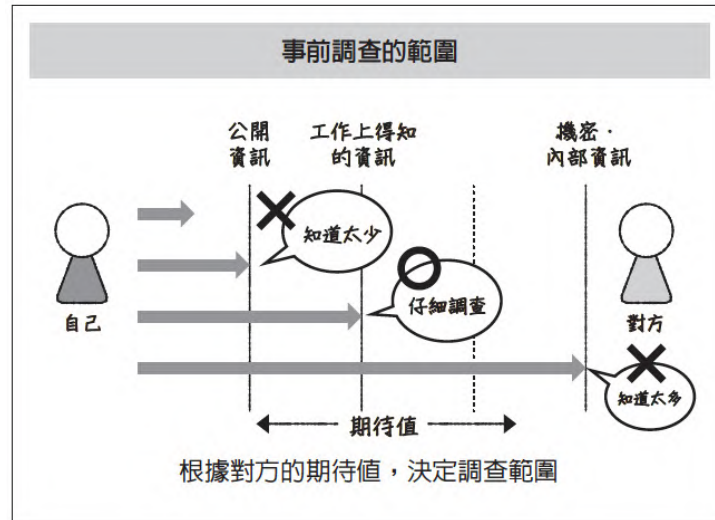 事前調查的範圍
公開
資訊
工作上得知
的資訊
機密·
內部資訊
知道太少
仔細調查
自己
對方
知道太多
期待值
根據對方的期待值，決定調查範圍